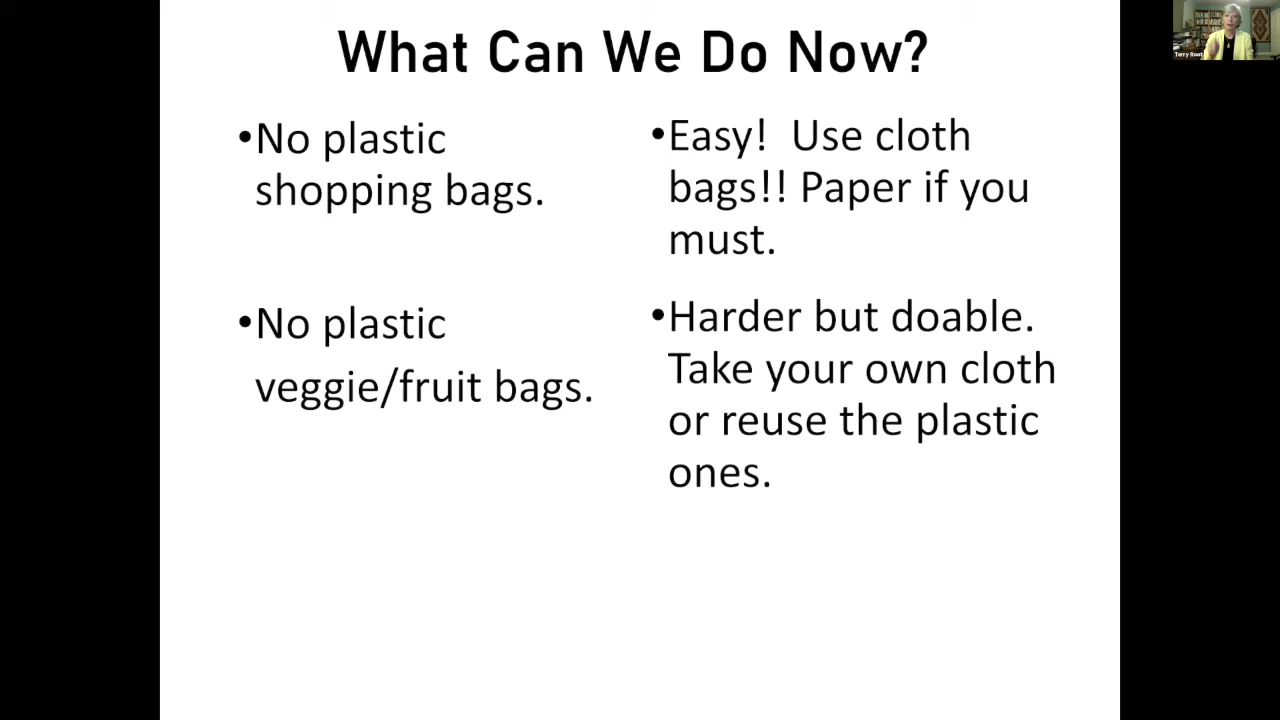 What Can We Do Now?
•No plastic
shopping bags.
•Easy!  Use cloth
bags!! Paper if you
must.
•No plastic
veggie/fruit bags.
•Harder but doable.
Take your own cloth
or reuse the plastic
ones.
Terry Root